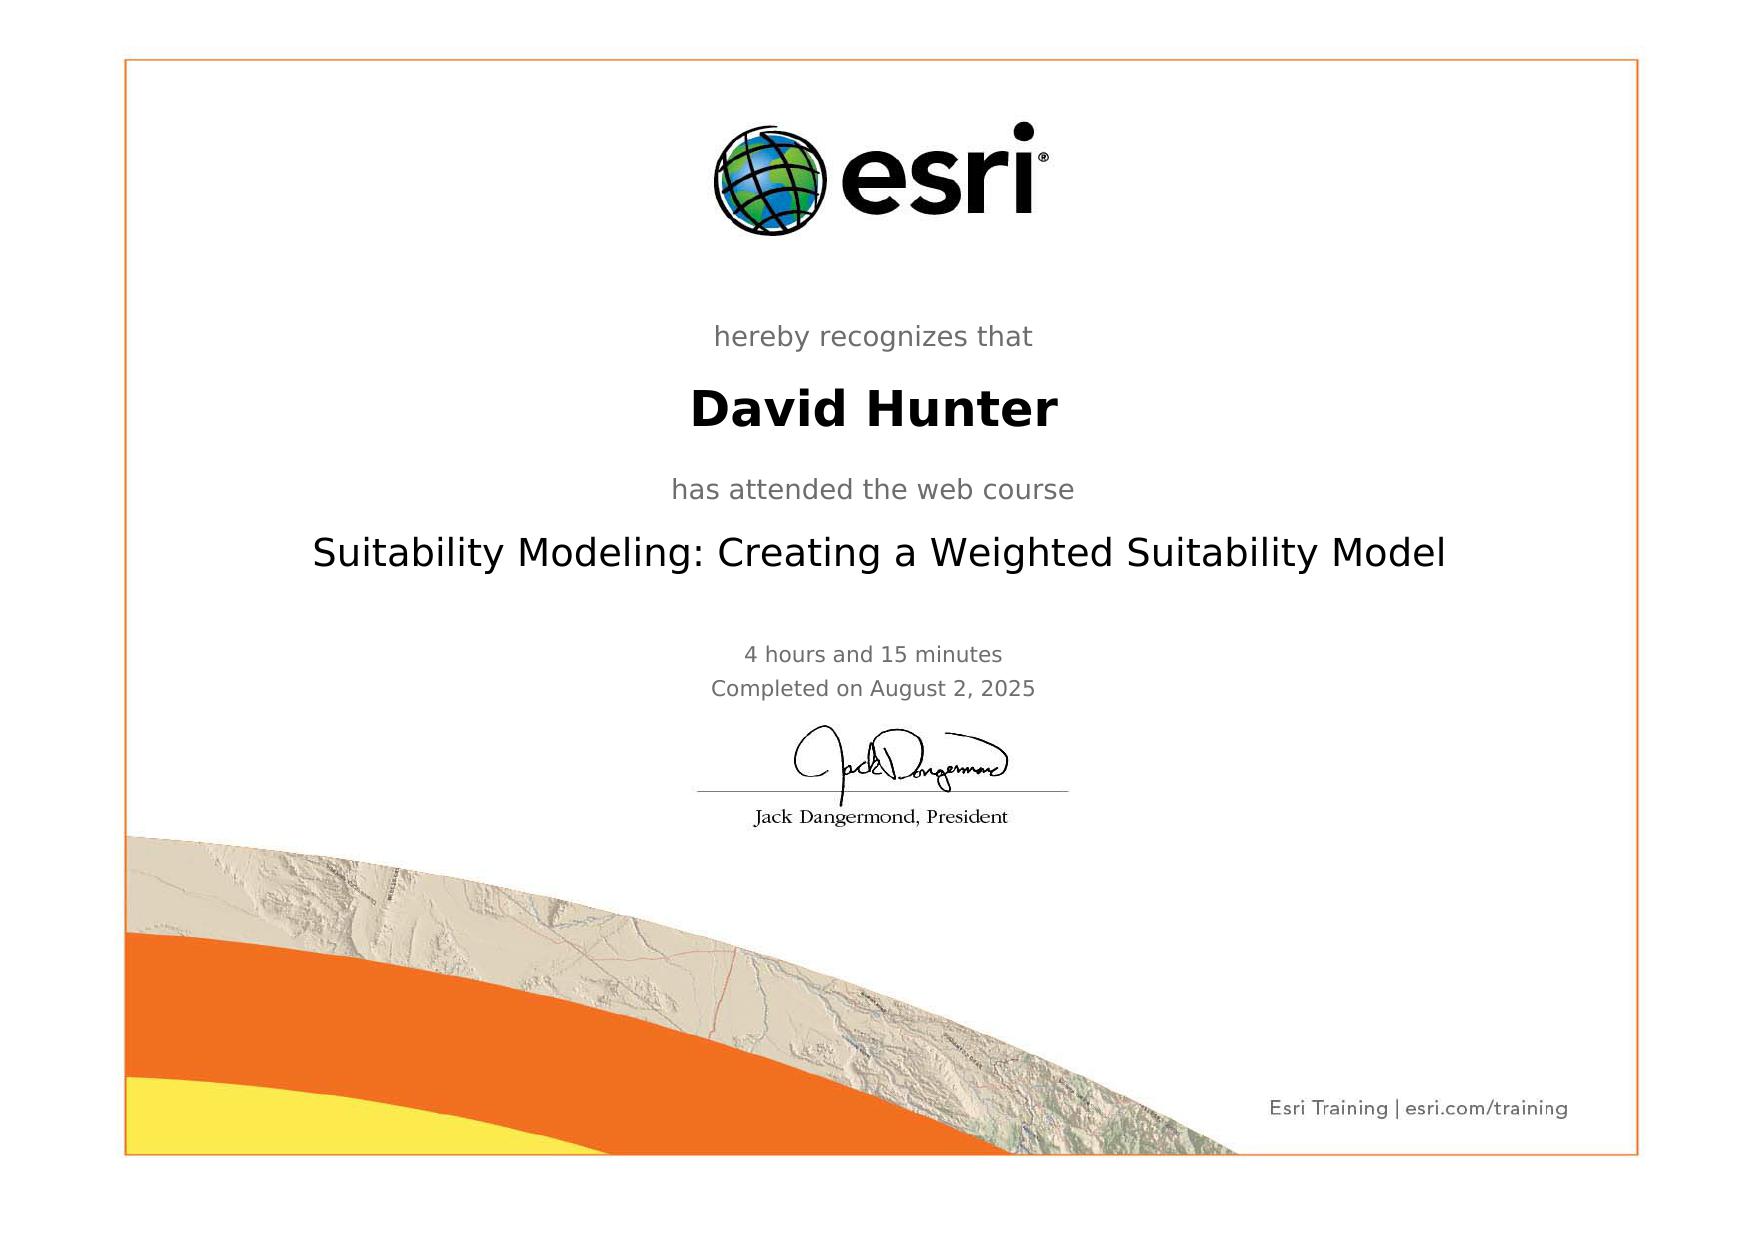 esri®
hereby recognizes that
David Hunter
has attended the web course
Suitability Modeling: Creating a Weighted Suitability Model
4 hours and 15 minutes
Completed on August 2, 2025
Jack Dangermond
Jack Dangermond, President
Esri Training | esri.com/training